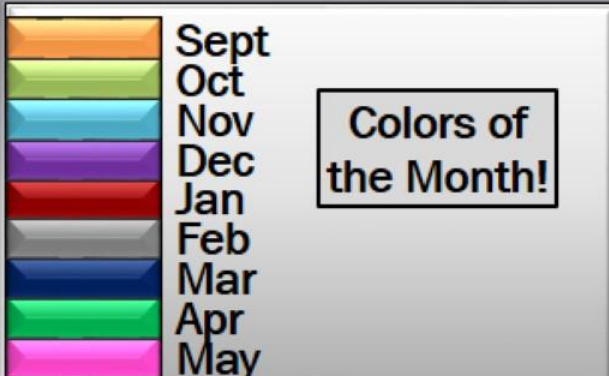 Sept
Oct
Nov
Dec
Jan
Feb
Mar
Apr
May
Colors of
the Month!